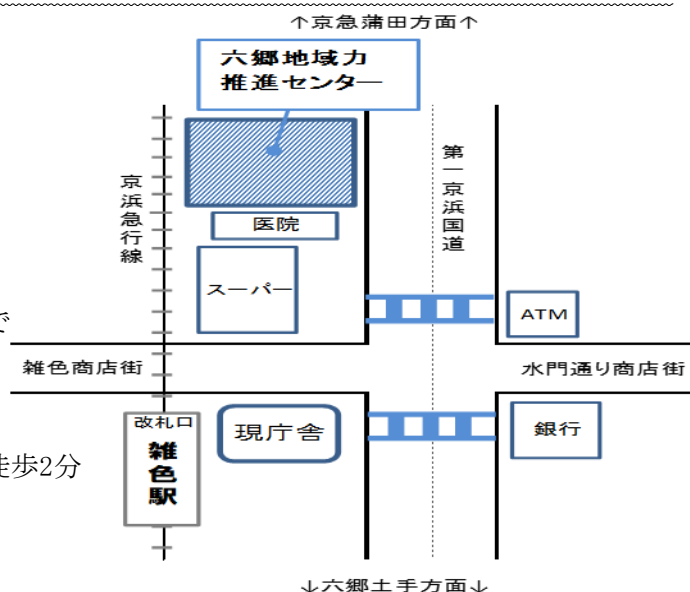 ↑京急蒲田方面↑
六郷地域力
推進センター
第一京浜国道
京浜急行線
医院
スーパー
ATM
で
雑色商店街
水門通り商店街
改札口
雑色駅
現庁舎
銀行
徒歩2分
↓六郷土手方面↓